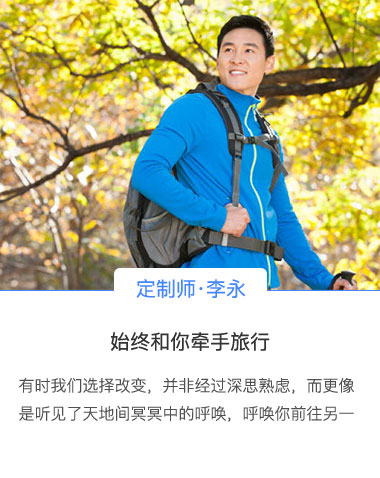 定制师·李永
始终和你牵手旅行
有时我们选择改变，并非经过深思熟虑，而更像
是听见了天地间冥冥中的呼唤，呼唤你前往另一